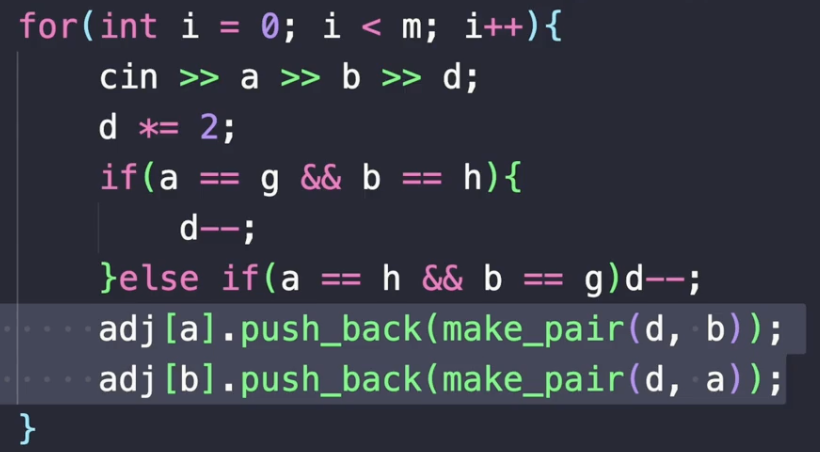 for(int i = 0; i < m; i++){
    cin >> a >> b >> d;
    d *= 2;
    if(a == g && b == h){
        d--;
    }else if(a == h && b == g)d--;
    adj[a].push_back(make_pair(d, b));
    adj[b].push_back(make_pair(d, a));
}